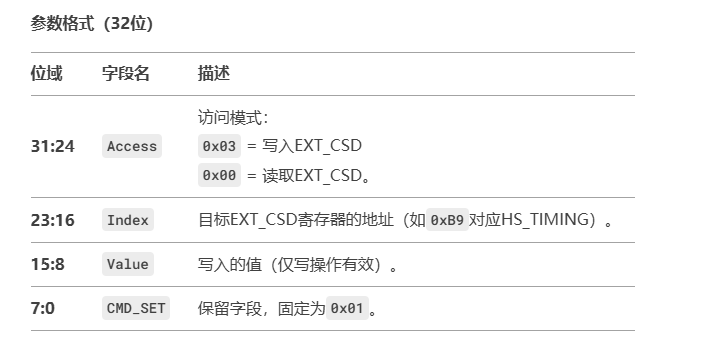 参数格式（32位）
位域 字段名 描述
31:24 Access 访问模式：
0x03 = 写入EXT_CSD
0x00 = 读取EXT_CSD。
23:16 Index 目标EXT_CSD寄存器的地址（如0xB9对应HS_TIMING）。
15:8 Value 写入的值（仅写操作有效）。
7:0 CMD_SET 保留字段，固定为0x01。